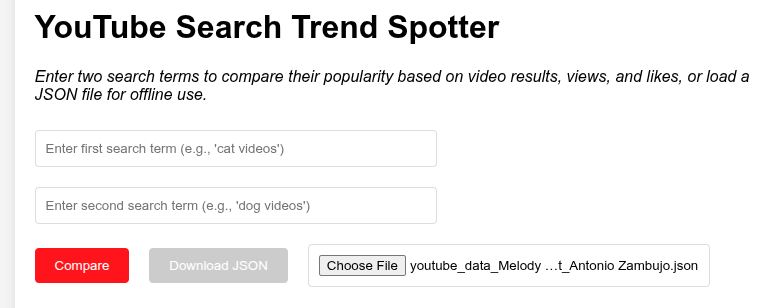 YouTube Search Trend Spotter
Enter two search terms to compare their popularity based on video results, views, and likes, or load a
JSON file for offline use.
Enter first search term (e.g., 'cat videos')
Enter second search term (e.g., 'dog videos')
Compare Download JSON Choose File youtube_data_Melody ...t_Antonio Zambujo.json